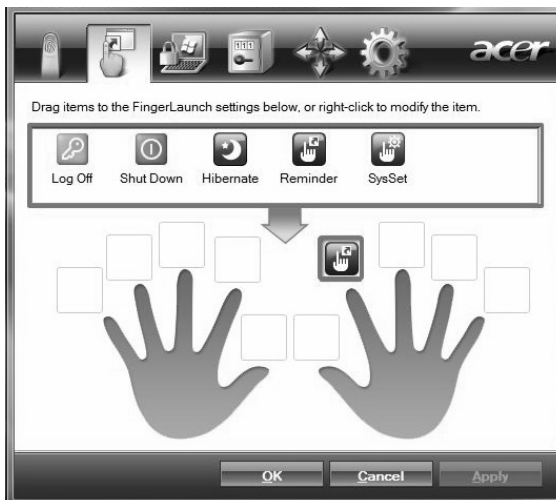 acer
Drag items to the FingerLaunch settings below, or right-click to modify the item.
Log Off Shut Down Hibernate Reminder SysSet
OK Cancel Apply